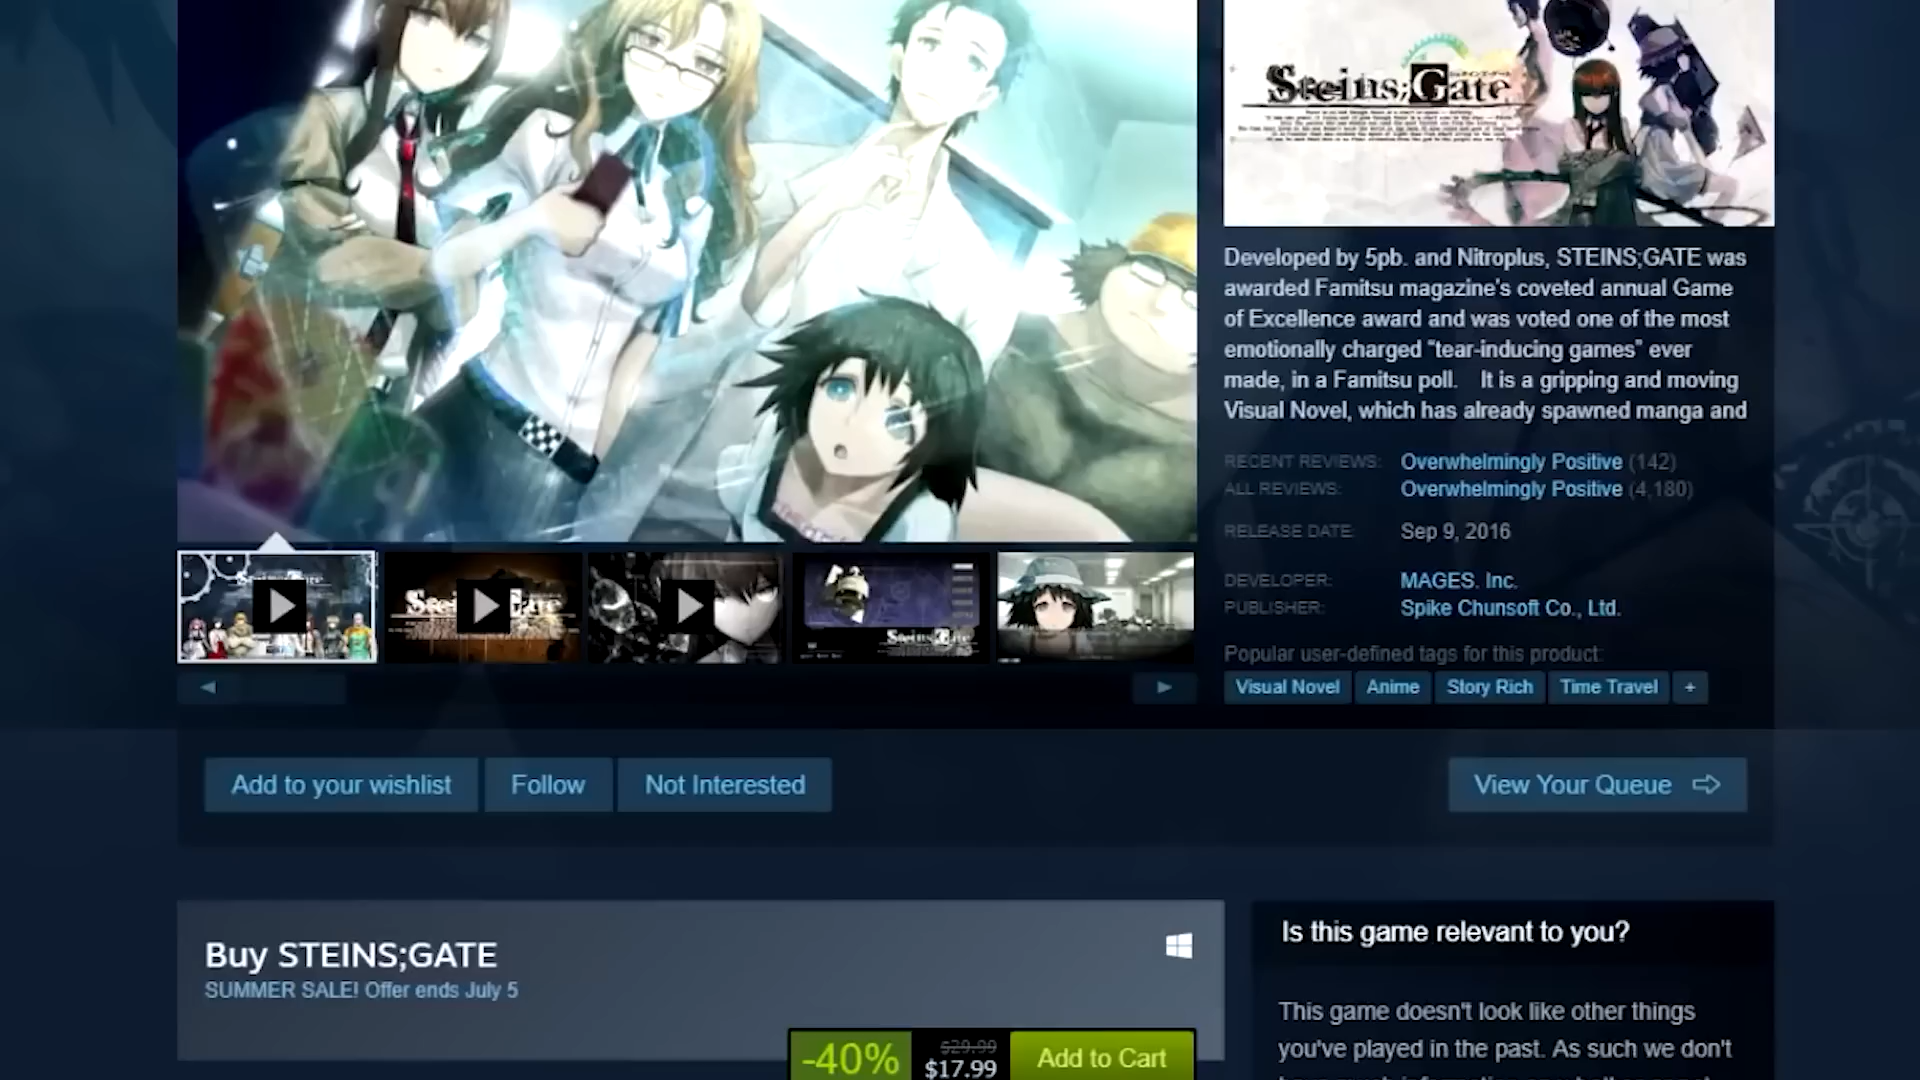 Steins;Gate
Developed by 5pb. and Nitroplus, STEINS;GATE was
awarded Famitsu magazine's coveted annual Game
of Excellence award and was voted one of the most
emotionally charged “tear-inducing games” ever
made, in a Famitsu poll. It is a gripping and moving
Visual Novel, which has already spawned manga and
RECENT REVIEWS: Overwhelmingly Positive (142)
ALL REVIEWS: Overwhelmingly Positive (4,180)
RELEASE DATE: Sep 9, 2016
DEVELOPER: MAGES. Inc.
PUBLISHER: Spike Chunsoft Co., Ltd.
Popular user-defined tags for this product:
Visual Novel Anime Story Rich Time Travel +
Steins;Gate
Steins;Gate
Steins;Gate
Add to your wishlist Follow Not Interested View Your Queue
Buy STEINS;GATE
SUMMER SALE! Offer ends July 5
-40% $29.99 $17.99 Add to Cart
Is this game relevant to you?
This game doesn't look like other things
you've played in the past. As such we don't